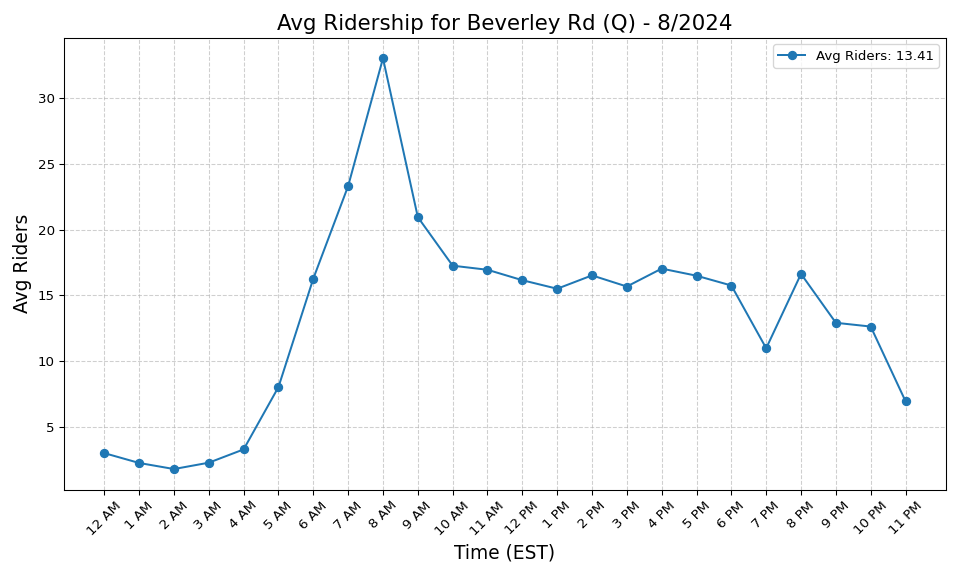 Avg Ridership for Beverley Rd (Q) - 8/2024
Avg Riders: 13.41
Avg Riders
30
25
20
15
10
5
12 AM
1 AM
2 AM
3 AM
4 AM
5 AM
6 AM
7 AM
8 AM
9 AM
10 AM
11 AM
12 PM
1 PM
2 PM
3 PM
4 PM
5 PM
6 PM
7 PM
8 PM
9 PM
10 PM
11 PM
Time (EST)